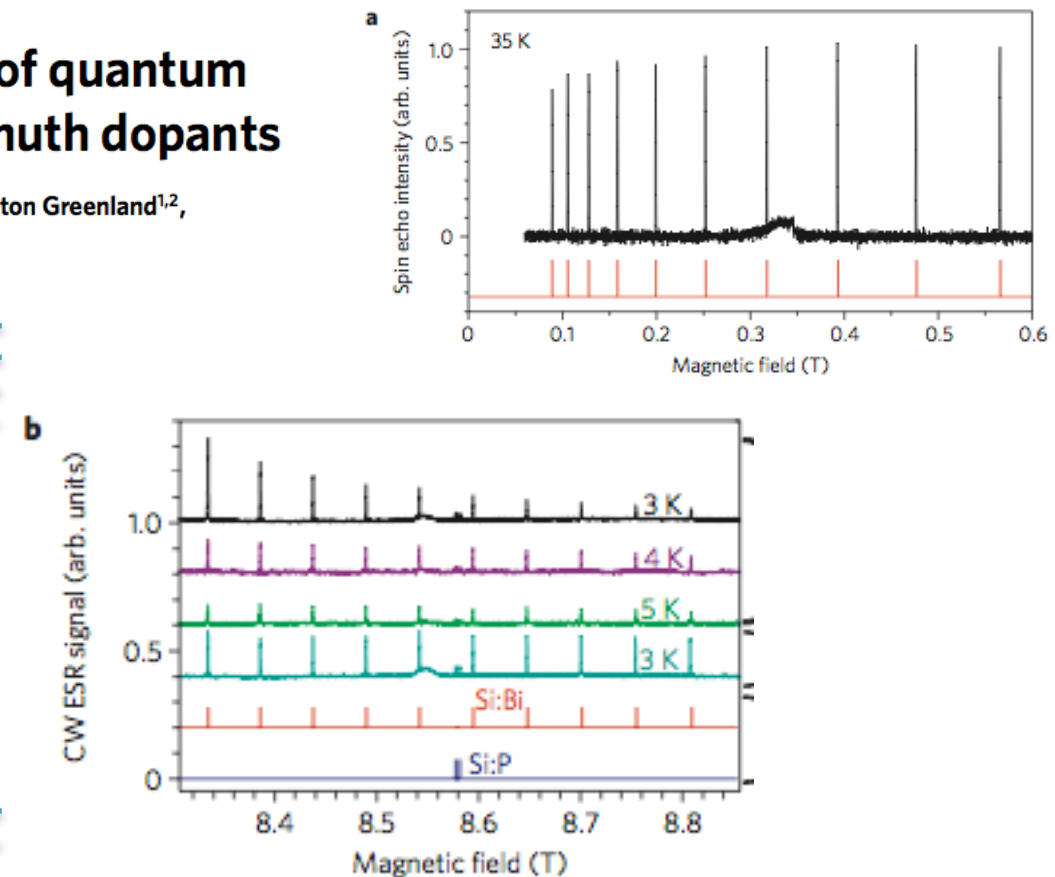 of quantum
muth dopants
ton Greenland1,2,
a
35 K
Spin echo intensity (arb. units)
1.0
0.5
0
0 0.1 0.2 0.3 0.4 0.5 0.6
Magnetic field (T)
b
CW ESR signal (arb. units)
1.0
0.5
0
3 K
4 K
5 K
3 K
Si:Bi
Si:P
8.4 8.5 8.6 8.7 8.8
Magnetic field (T)